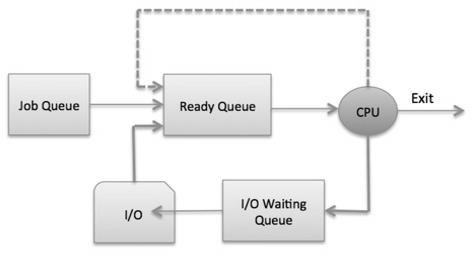 Job Queue
Ready Queue
CPU
Exit
I/O
I/O Waiting
Queue